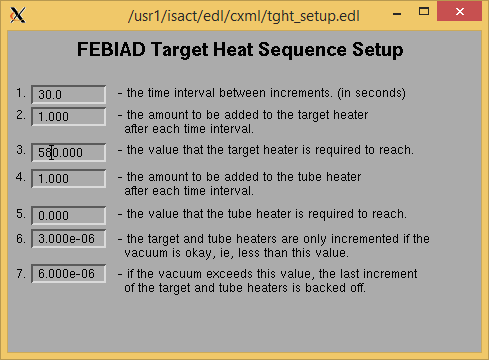 /usr1/isact/edl/cxml/tght_setup.edl
FEBIAD Target Heat Sequence Setup
1. 30.0 - the time interval between increments. (in seconds)
2. 1.000 - the amount to be added to the target heater
after each time interval.
3. 560.000 - the value that the target heater is required to reach.
4. 1.000 - the amount to be added to the tube heater
after each time interval.
5. 0.000 - the value that the tube heater is required to reach.
6. 3.000e-06 - the target and tube heaters are only incremented if the
vacuum is okay, ie, less than this value.
7. 6.000e-06 - if the vacuum exceeds this value, the last increment
of the target and tube heaters is backed off.